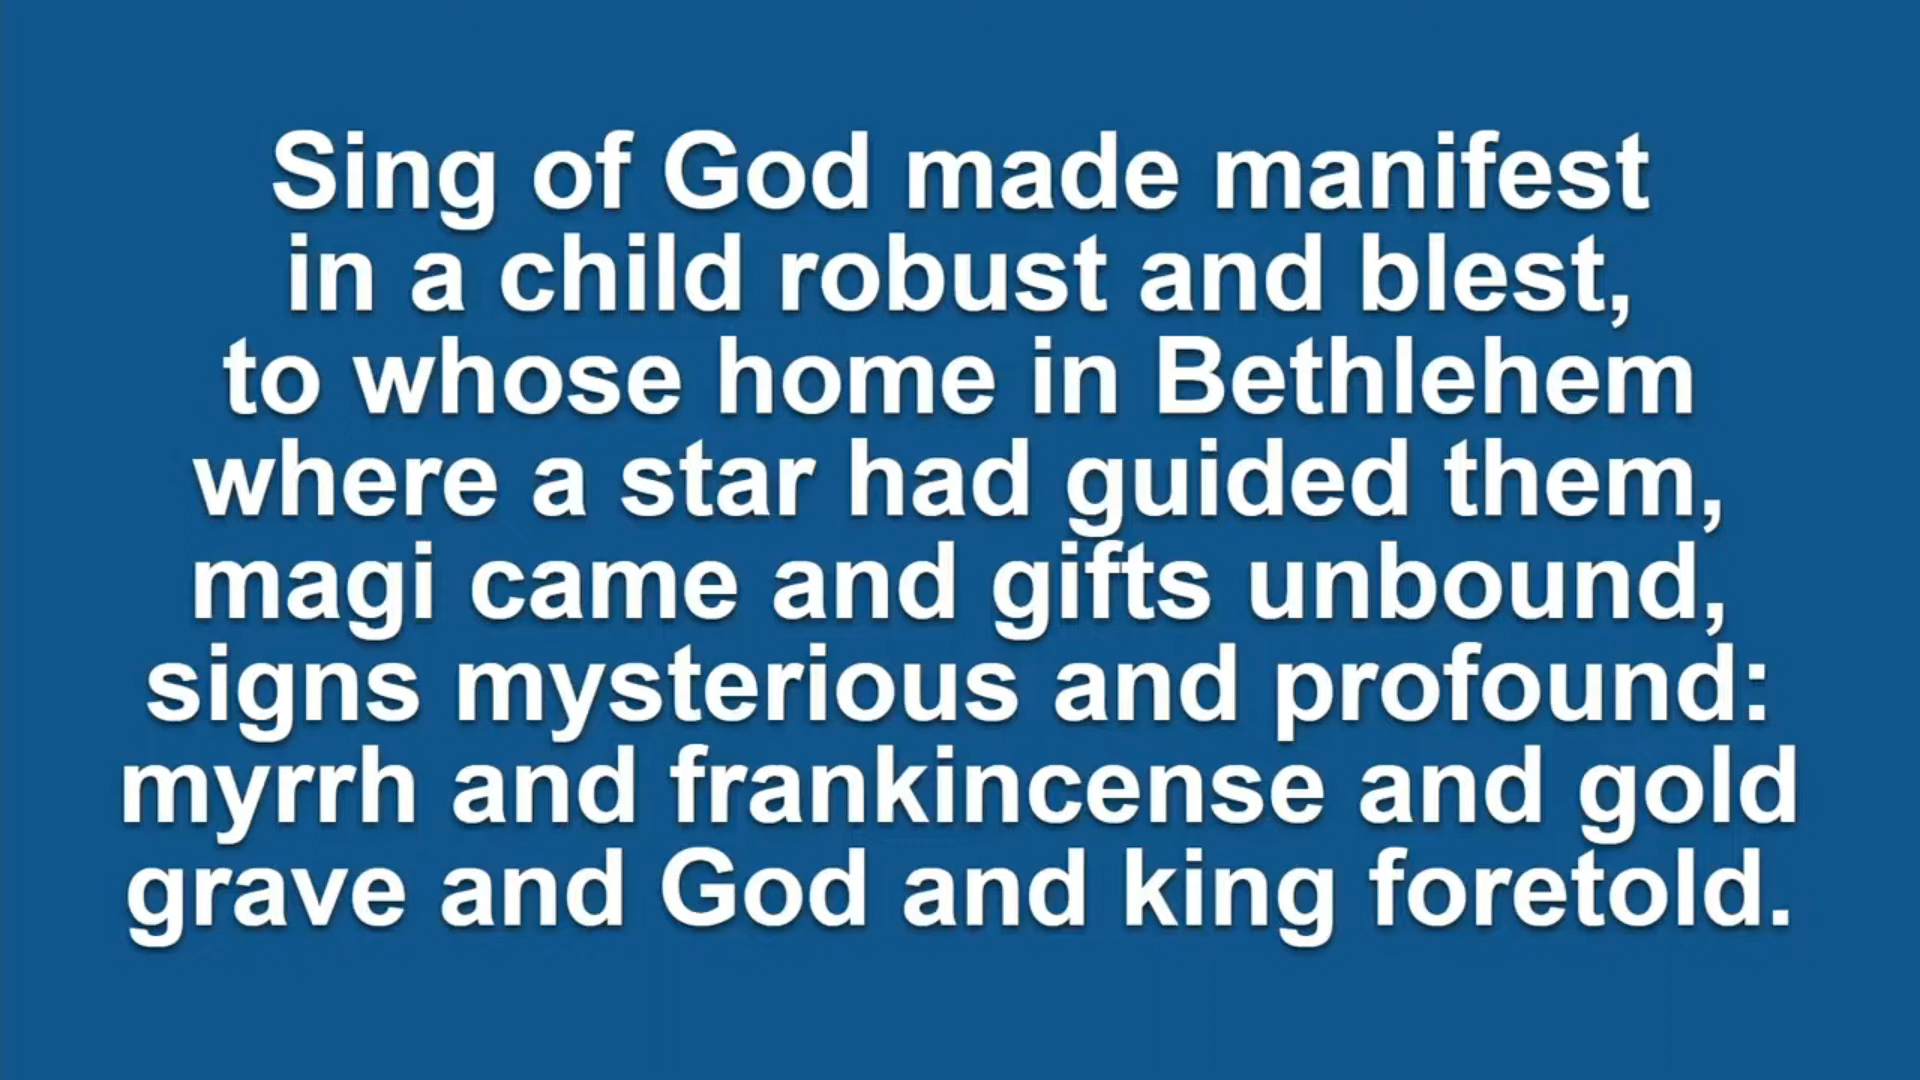 Sing of God made manifest
in a child robust and blest,
to whose home in Bethlehem
where a star had guided them,
magi came and gifts unbound,
signs mysterious and profound:
myrrh and frankincense and gold
grave and God and king foretold.